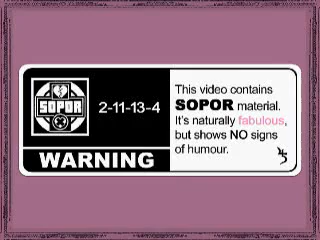 SOPOR
2-11-13-4
WARNING
This video contains
SOPOR material.
It's naturally fabulous,
but shows NO signs
of humour.